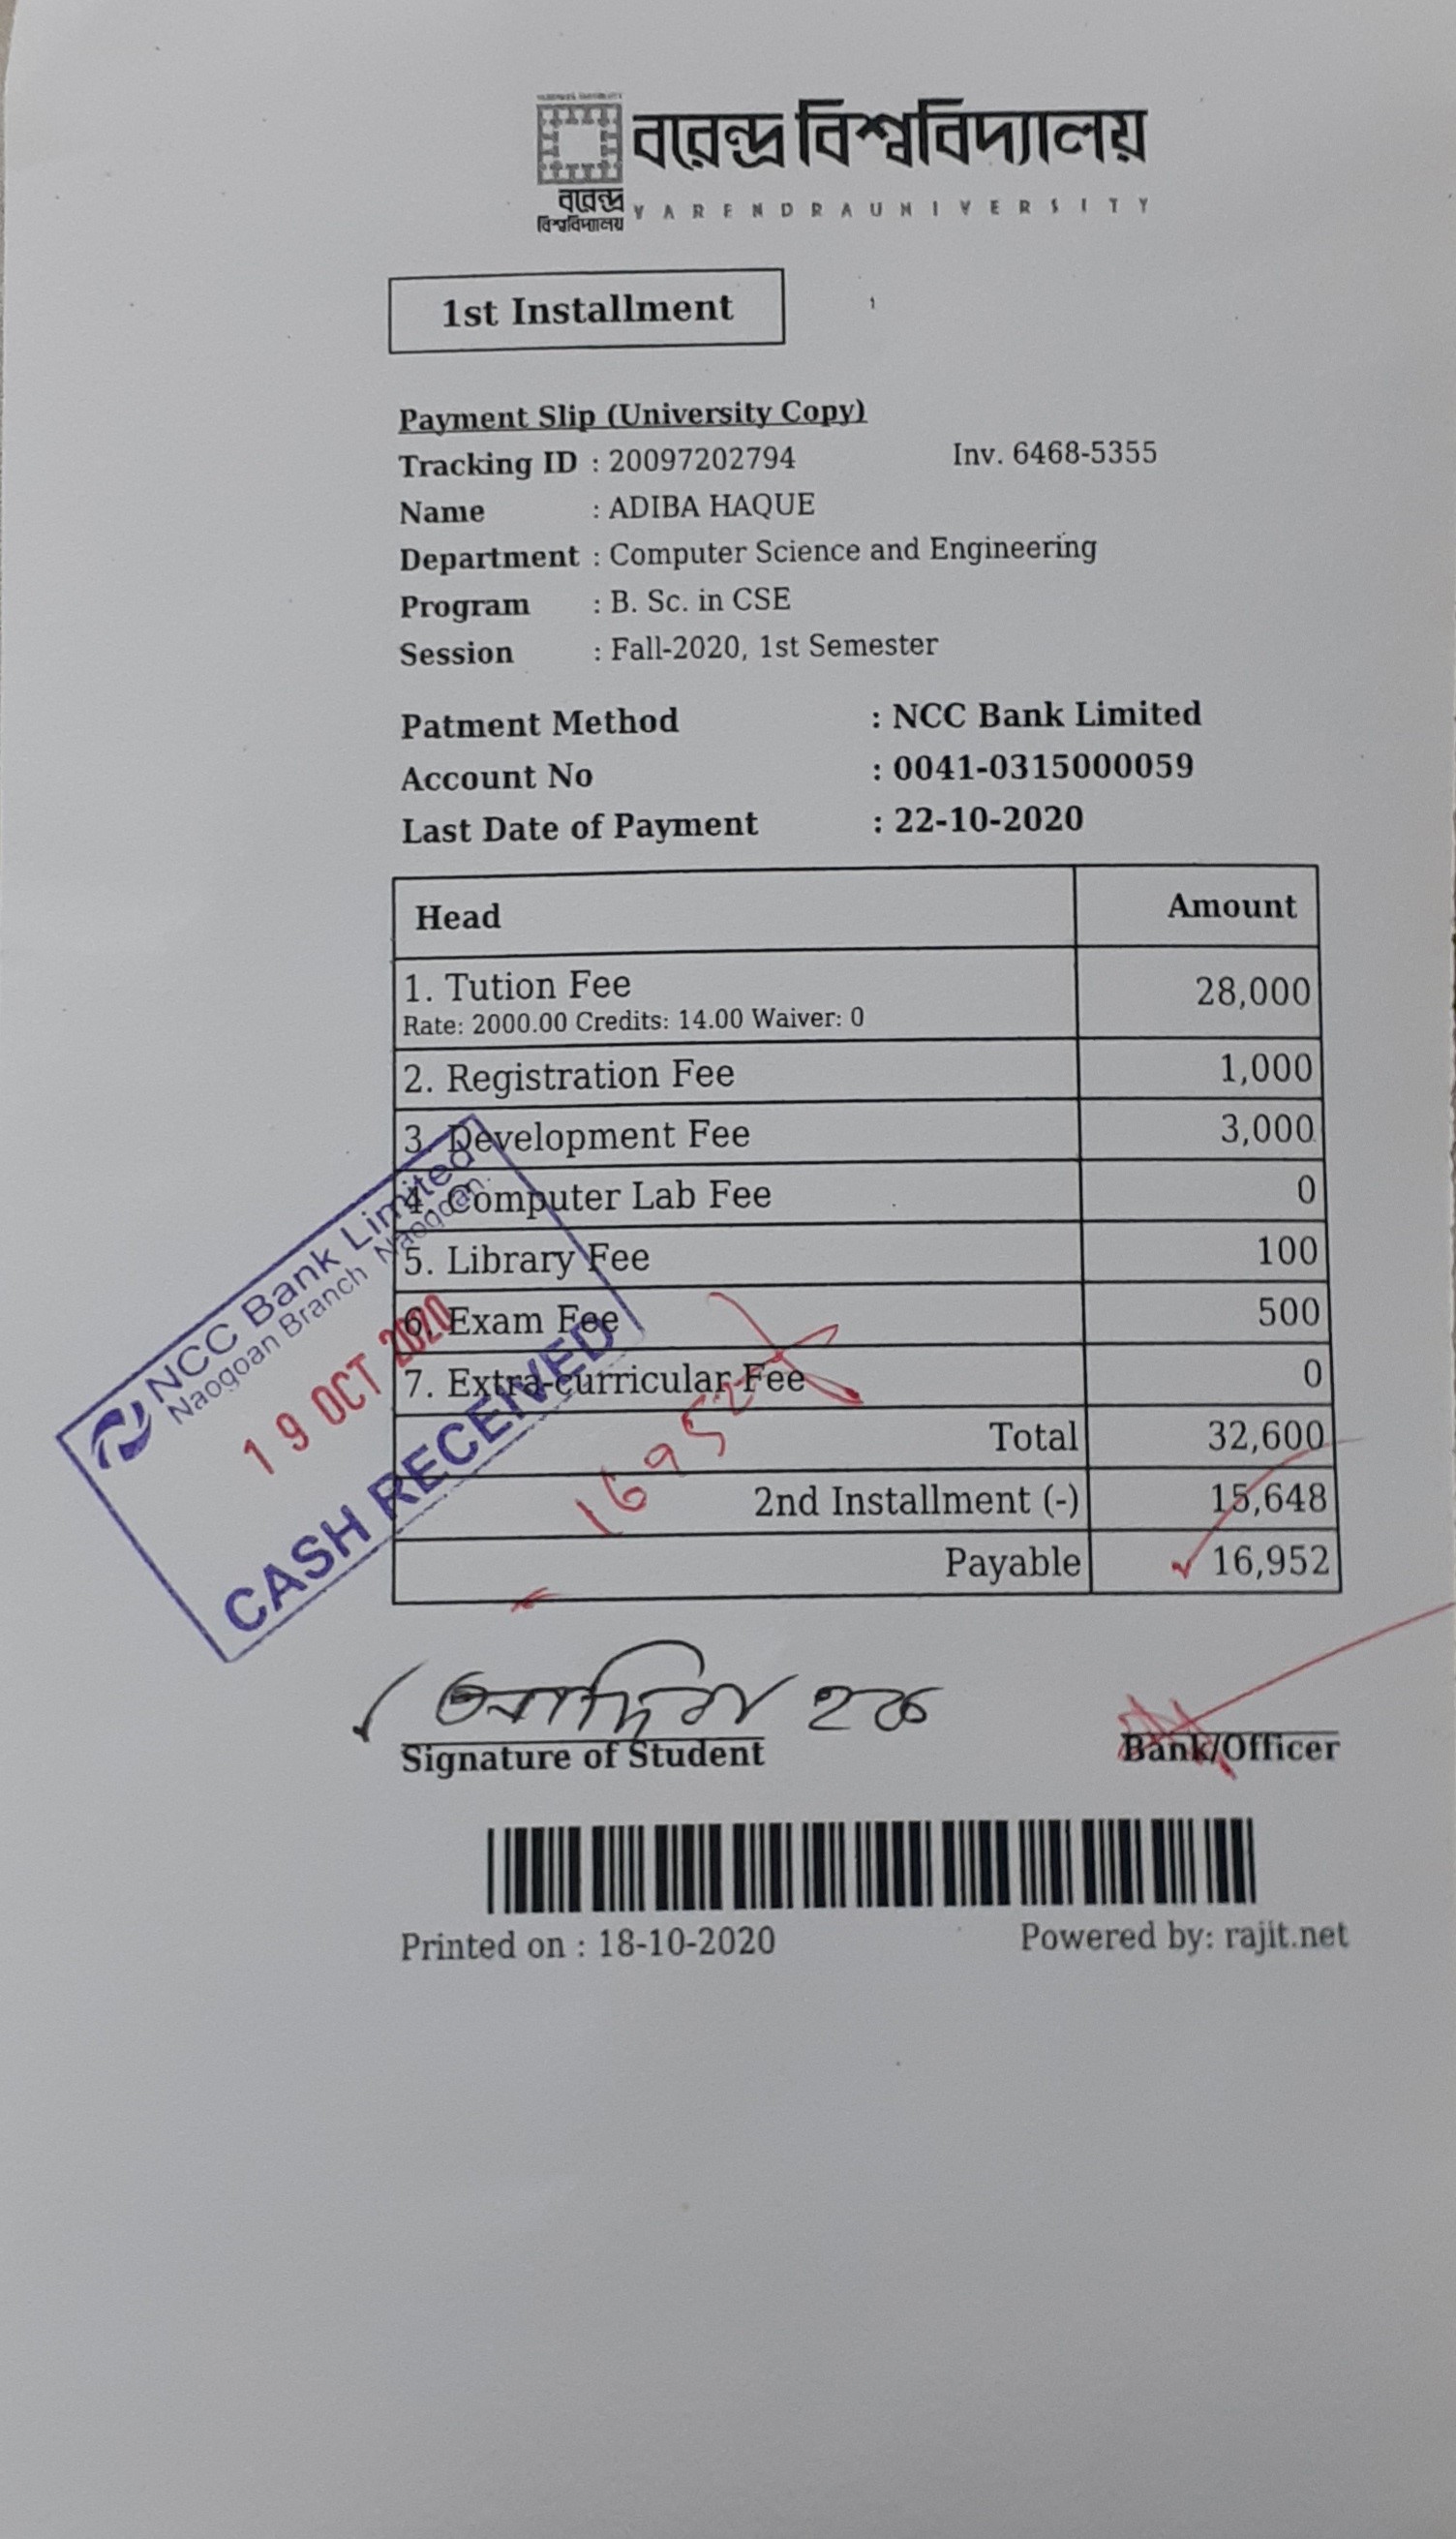 বরেন্দ্র বিশ্ববিদ্যালয়
বরেন্দ্র
বিশ্ববিদ্যালয়
VARENDRA UNIVERSITY
1st Installment
Payment Slip (University Copy)
Tracking ID : 20097202794 Inv. 6468-5355
Name : ADIBA HAQUE
Department : Computer Science and Engineering
Program : B. Sc. in CSE
Session : Fall-2020, 1st Semester
Patment Method : NCC Bank Limited
Account No : 0041-0315000059
Last Date of Payment : 22-10-2020
Head Amount
1. Tution Fee 28,000
Rate: 2000.00 Credits: 14.00 Waiver: 0
2. Registration Fee 1,000
3. Development Fee 3,000
4. Computer Lab Fee 0
5. Library Fee 100
6. Exam Fee 500
7. Extra-curricular Fee 0
Total 32,600
2nd Installment (-) 15,648
Payable 16,952
NCC Bank Limited
Naogoan Branch Naogoan.
19 OCT 2020
CASH RECEIVED
16952
আদিবা হক
Signature of Student Bank/Officer
Printed on : 18-10-2020 Powered by: rajit.net